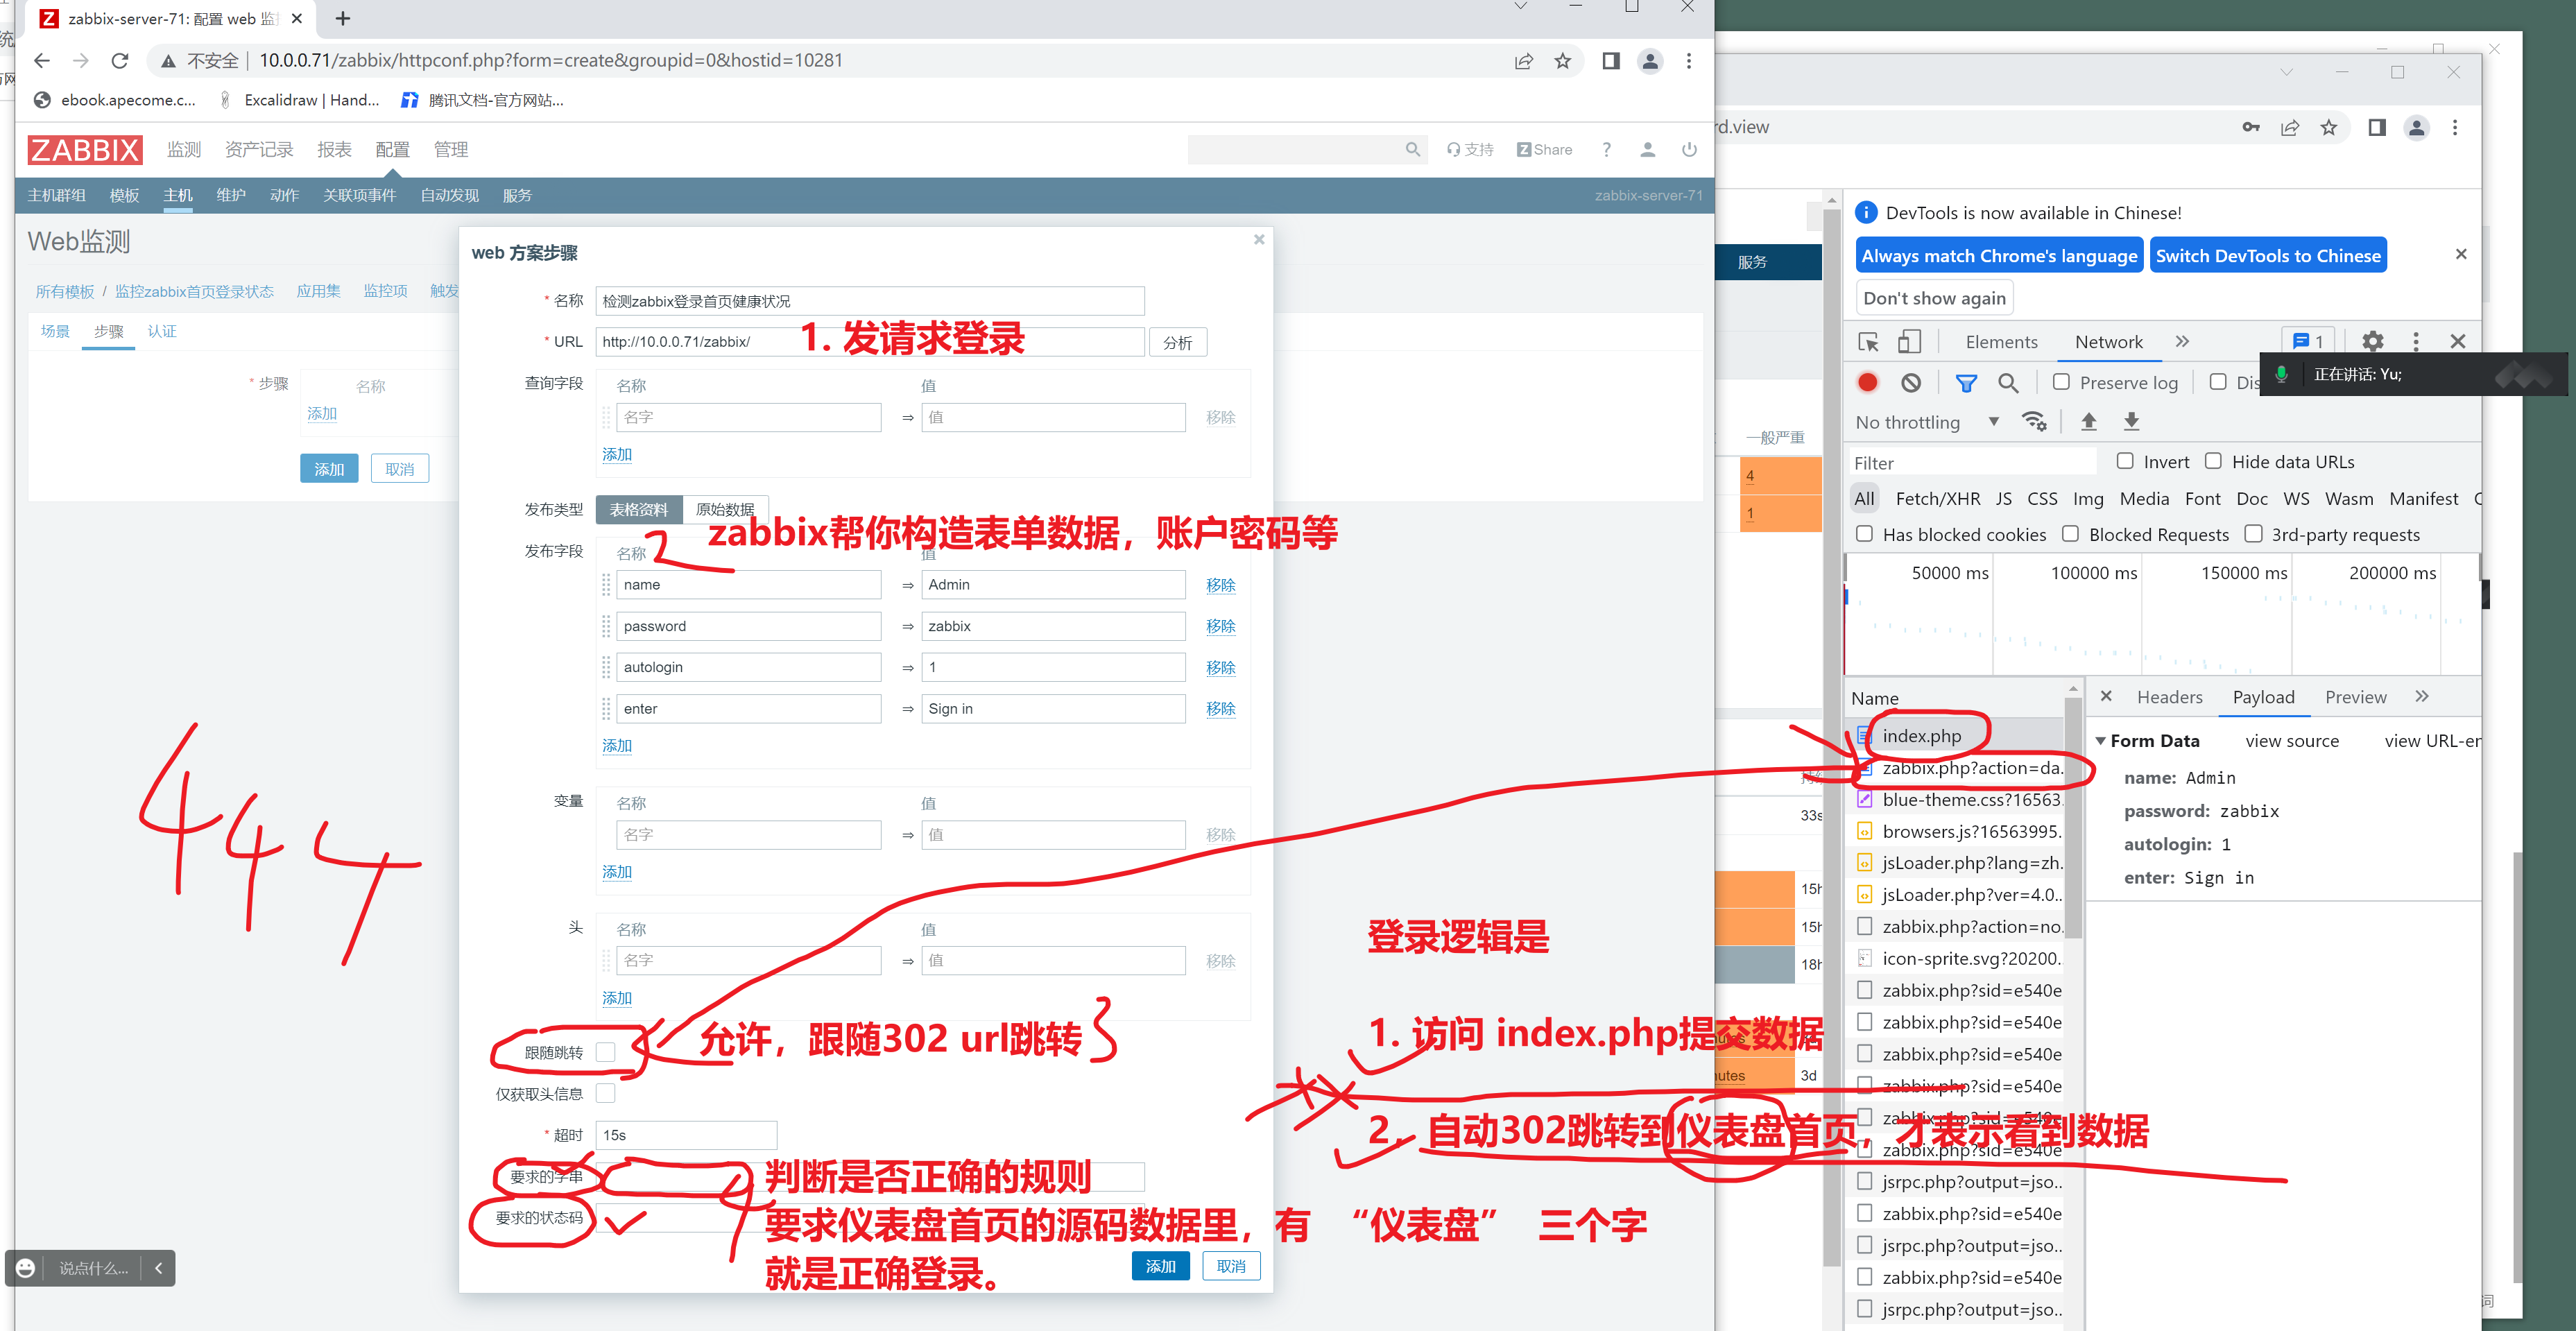 zabbix-server-71: 配置 web 监
不安全 10.0.0.71/zabbix/httpconf.php?form=create&groupid=0&hostid=10281
ebook.apecome.c... Excalidraw | Hand... 腾讯文档-官方网站...
ZABBIX 监测 资产记录 报表 配置 管理 支持 Share ?
主机群组 模板 主机 维护 动作 关联项事件 自动发现 服务 zabbix-server-71
Web监测
所有模板 / 监控zabbix首页登录状态 应用集 监控项 触发
场景 步骤 认证
* 步骤 名称
添加
添加 取消
444
说点什么...
web 方案步骤
* 名称 检测zabbix登录首页健康状况
* URL http://10.0.0.71/zabbix/ 分析
1. 发请求登录
查询字段 名称 值
名字 ⇒ 值 移除
添加
发布类型 表格资料 原始数据
2 zabbix帮你构造表单数据，账户密码等
发布字段 名称 值
name ⇒ Admin 移除
password ⇒ zabbix 移除
autologin ⇒ 1 移除
enter ⇒ Sign in 移除
添加
变量 名称 值
名字 ⇒ 值 移除
添加
头 名称 值
名字 ⇒ 值 移除
添加
跟随跳转 允许，跟随302 url跳转
仅获取头信息
* 超时 15s
要求的字串 判断是否正确的规则
要求的状态码 要求仪表盘首页的源码数据里，有 “仪表盘” 三个字
就是正确登录。
添加 取消
登录逻辑是
1. 访问 index.php提交数据
2，自动302跳转到仪表盘首页，才表示看到数据
rd.view
服务
一般严重
4
1
33s
15h
15h
18h
nutes
nutes 3d
DevTools is now available in Chinese!
Always match Chrome's language Switch DevTools to Chinese
Don't show again
Elements Network 1
正在讲话: Yu;
Preserve log Dis
No throttling
Filter Invert Hide data URLs
All Fetch/XHR JS CSS Img Media Font Doc WS Wasm Manifest
Has blocked cookies Blocked Requests 3rd-party requests
50000 ms 100000 ms 150000 ms 200000 ms
Name
index.php
zabbix.php?action=da.
blue-theme.css?16563.
browsers.js?16563995.
jsLoader.php?lang=zh.
jsLoader.php?ver=4.0..
zabbix.php?action=no.
icon-sprite.svg?20200.
zabbix.php?sid=e540e
zabbix.php?sid=e540e
zabbix.php?sid=e540e
zabbix.php?sid=e540e
zabbix.php?sid=e540e
zabbix.php?sid=e540e
jsrpc.php?output=jso..
zabbix.php?sid=e540e
jsrpc.php?output=jso..
zabbix.php?sid=e540e
jsrpc.php?output=jso..
Headers Payload Preview
Form Data view source view URL-en
name: Admin
password: zabbix
autologin: 1
enter: Sign in
词